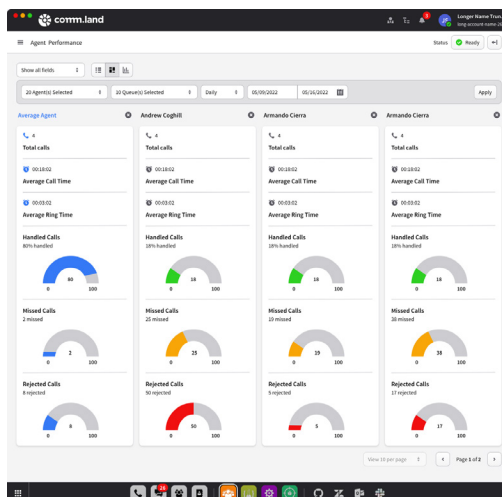 comm.land
Longer Name Trun.
long account name 2
Agent Performance
Status
Ready
Show all fields
20 Agent(s) Selected
10 Queue(s) Selected
Daily
05/09/2022
05/16/2022
Apply
Average Agent
4
Total calls
00:18:02
Average Call Time
00:03:02
Average Ring Time
Handled Calls
80% handled
80
0
100
Missed Calls
2 missed
2
0
100
Rejected Calls
8 rejected
8
0
100
Andrew Coghill
4
Total calls
00:18:02
Average Call Time
00:03:02
Average Ring Time
Handled Calls
18% handled
18
0
100
Missed Calls
25 missed
25
0
100
Rejected Calls
50 rejected
50
0
100
Armando Cierra
4
Total calls
00:18:02
Average Call Time
00:03:02
Average Ring Time
Handled Calls
18% handled
18
0
100
Missed Calls
19 missed
19
0
100
Rejected Calls
5 rejected
5
0
100
Armando Cierra
4
Total calls
00:18:02
Average Call Time
00:03:02
Average Ring Time
Handled Calls
18% handled
18
0
100
Missed Calls
38 missed
38
0
100
Rejected Calls
17 rejected
17
0
100
View 10 per page
Page 1 of 2